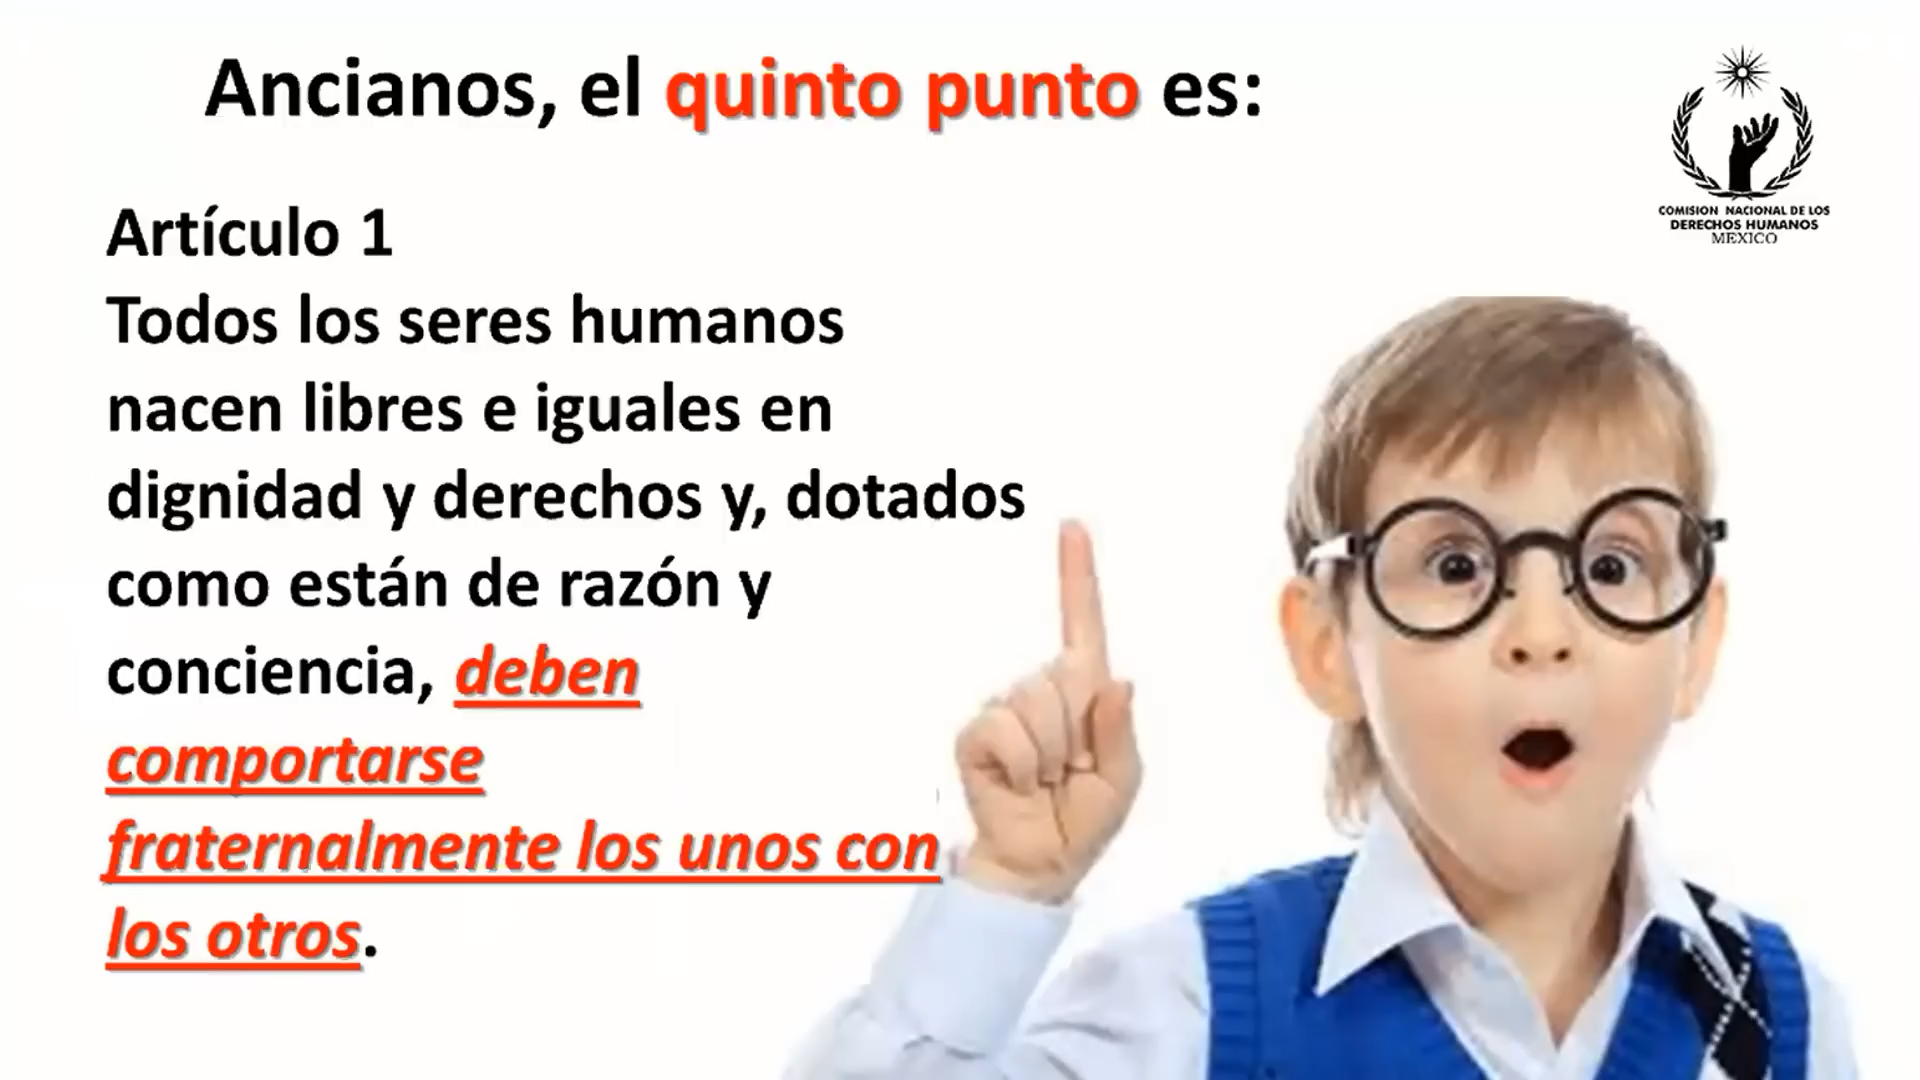 Ancianos, el quinto punto es:
COMISION NACIONAL DE LOS
DERECHOS HUMANOS
MEXICO
Artículo 1
Todos los seres humanos
nacen libres e iguales en
dignidad y derechos y, dotados
como están de razón y
conciencia, deben
comportarse
fraternalmente los unos con
los otros.